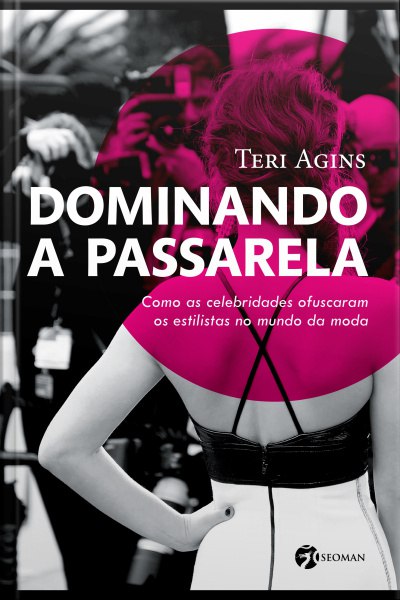 TERI AGINS
DOMINANDO
A PASSARELA
Como as celebridades ofuscaram
os estilistas no mundo da moda
SEOMAN